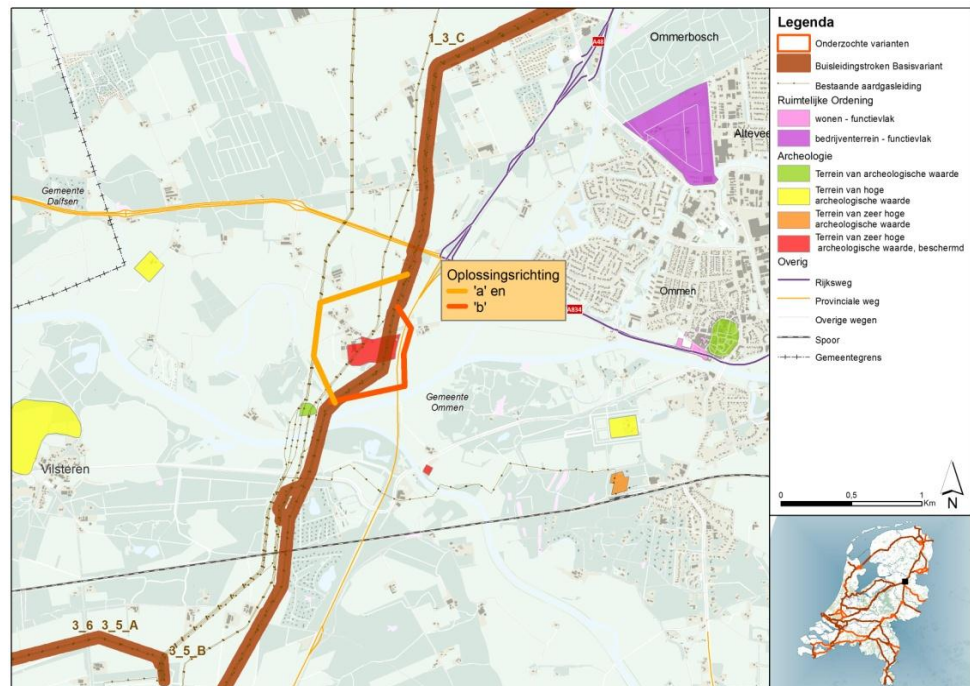 1_3_C
A48
Ommerbosch
Gemeente
Dalfsen
Oplossingsrichting
'a' en
'b'
A834
Ommen
Gemeente
Ommen
Vilsteren
3_6 3_5_A
3_5_B
Legenda
Onderzochte varianten
Buisleidingstroken Basisvariant
Bestaande aardgasleiding
Ruimtelijke Ordening
wonen - functievlak
bedrijventerrein - functievlak
Archeologie
Terrein van archeologische waarde
Terrein van hoge
archeologische waarde
Terrein van zeer hoge
archeologische waarde
Terrein van zeer hoge
archeologische waarde, beschermd
Overig
Rijksweg
Provinciale weg
Overige wegen
Spoor
Gemeentegrens
0 0,5 1
Km
N